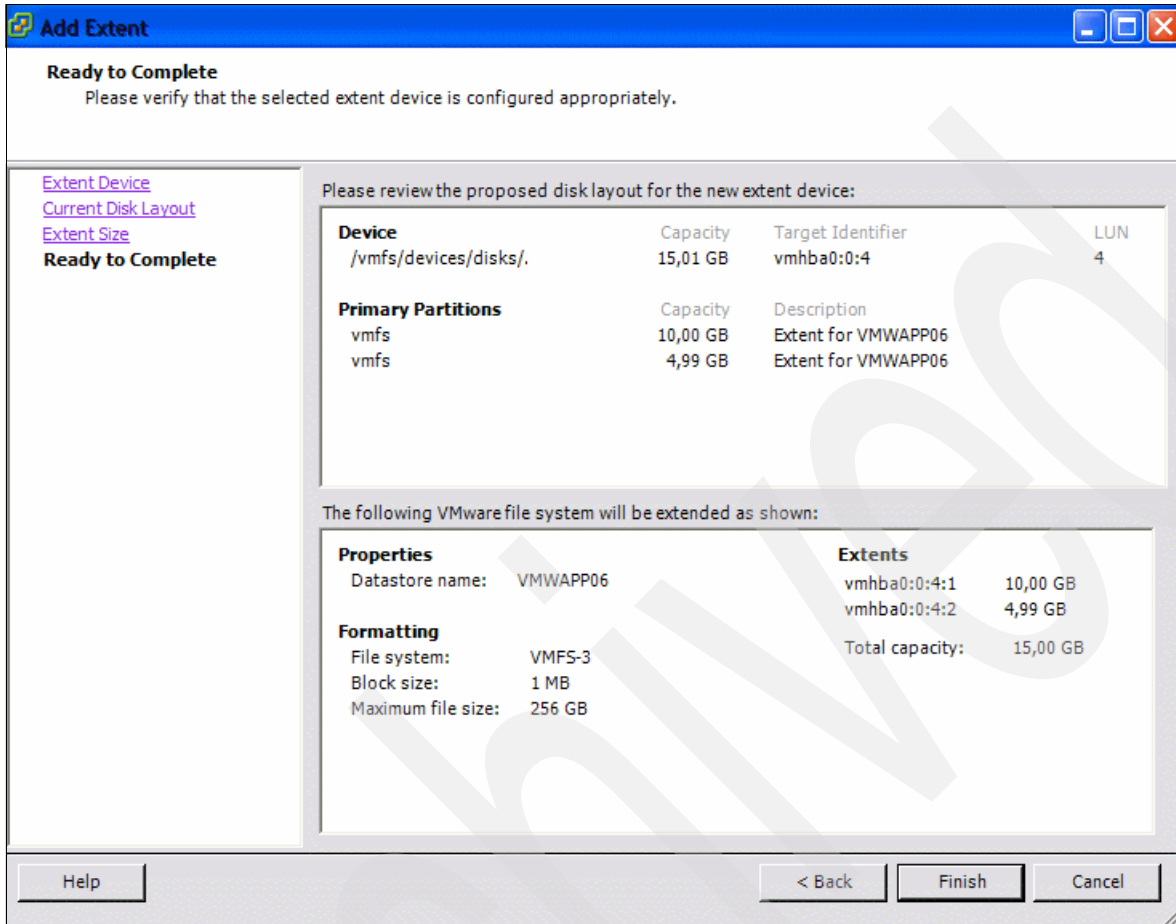 Add Extent
Ready to Complete
Please verify that the selected extent device is configured appropriately.
Extent Device
Current Disk Layout
Extent Size
Ready to Complete
Please review the proposed disk layout for the new extent device:
Device Capacity Target Identifier LUN
/vmfs/devices/disks/. 15,01 GB vmhba0:0:4 4
Primary Partitions Capacity Description
vmfs 10,00 GB Extent for VMWAPP06
vmfs 4,99 GB Extent for VMWAPP06
The following VMware file system will be extended as shown:
Properties
Datastore name: VMWAPP06
Formatting
File system: VMFS-3
Block size: 1 MB
Maximum file size: 256 GB
Extents
vmhba0:0:4:1 10,00 GB
vmhba0:0:4:2 4,99 GB
Total capacity: 15,00 GB
Help
< Back
Finish
Cancel
hived